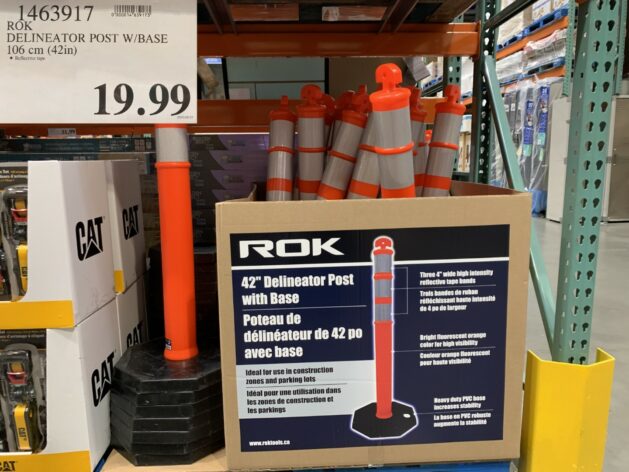 1463917
ROK
DELINEATOR POST W/BASE
106 cm (42in)
• Reflective tape
19.99
CAT
CAT
CAT
ROK
42" Delineator Post
with Base
Poteau de
délinéateur de 42 po
avec base
Ideal for use in construction
zones and parking lots
Idéal pour une utilisation dans
les zones de construction et
les parkings
www.roktools.ca
Three 4" wide high intensity
reflective tape bands
Trois bandes de ruban
réfléchissant haute intensité
de 4 po de largeur
Bright fluorescent orange
color for high visibility
Couleur orange fluorescent
pour haute visibilité
Heavy duty PVC base
increases stability
La base en PVC robuste
augmente la stabilité